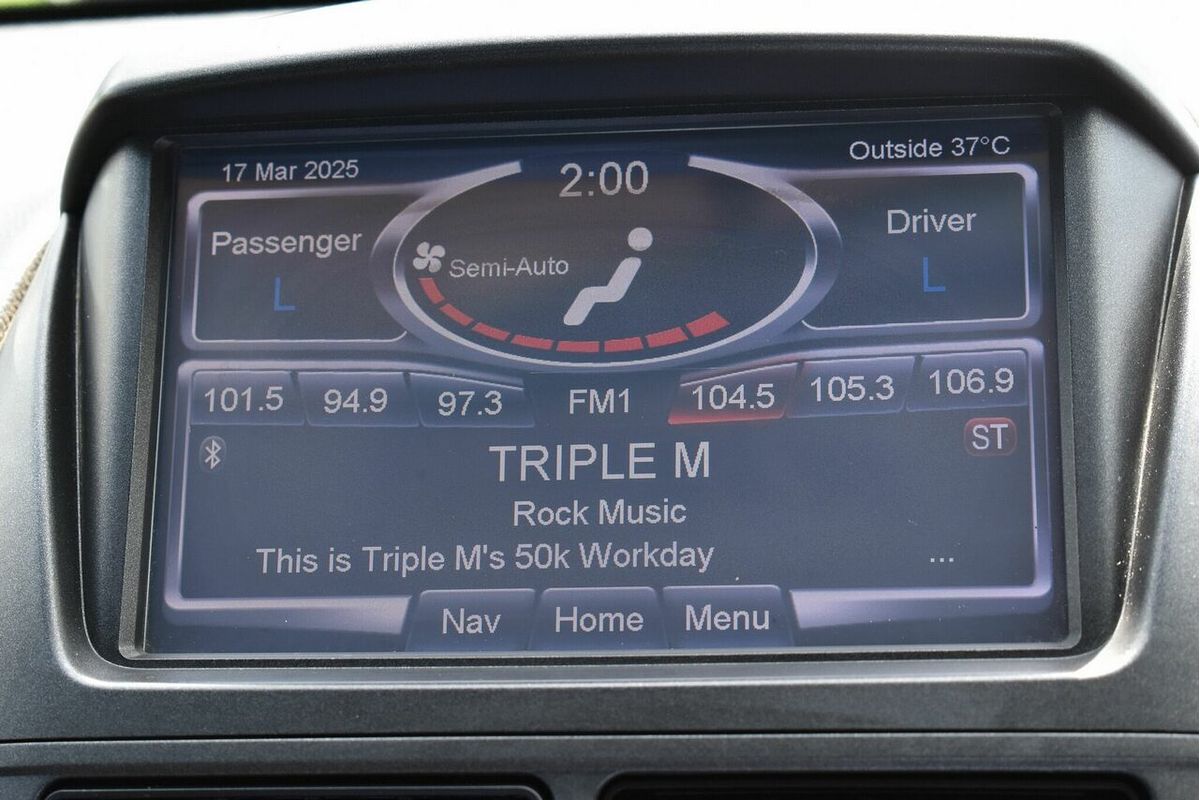 17 Mar 2025
2:00
Outside 37°C
Passenger
L
Semi-Auto
Driver
L
101.5
94.9
97.3
FM1
104.5
105.3
106.9
ST
TRIPLE M
Rock Music
This is Triple M's 50k Workday ...
Nav
Home
Menu